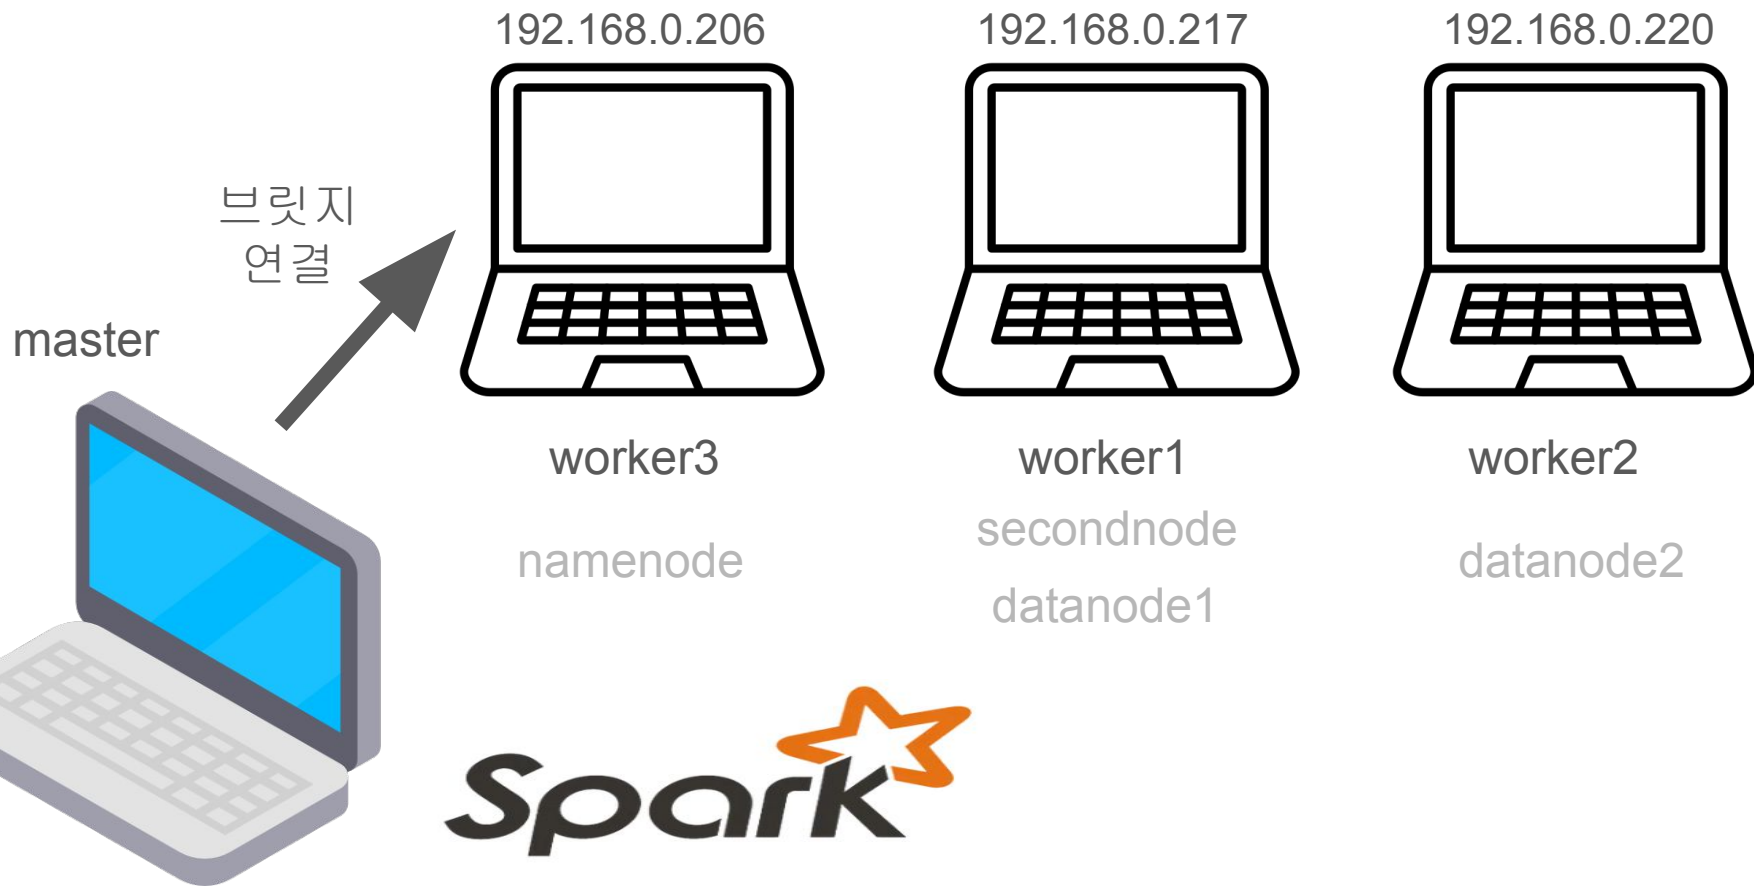 192.168.0.206
192.168.0.217
192.168.0.220
브릿지
연결
master
worker3
worker1
worker2
namenode
secondnode
datanode1
datanode2
Spark